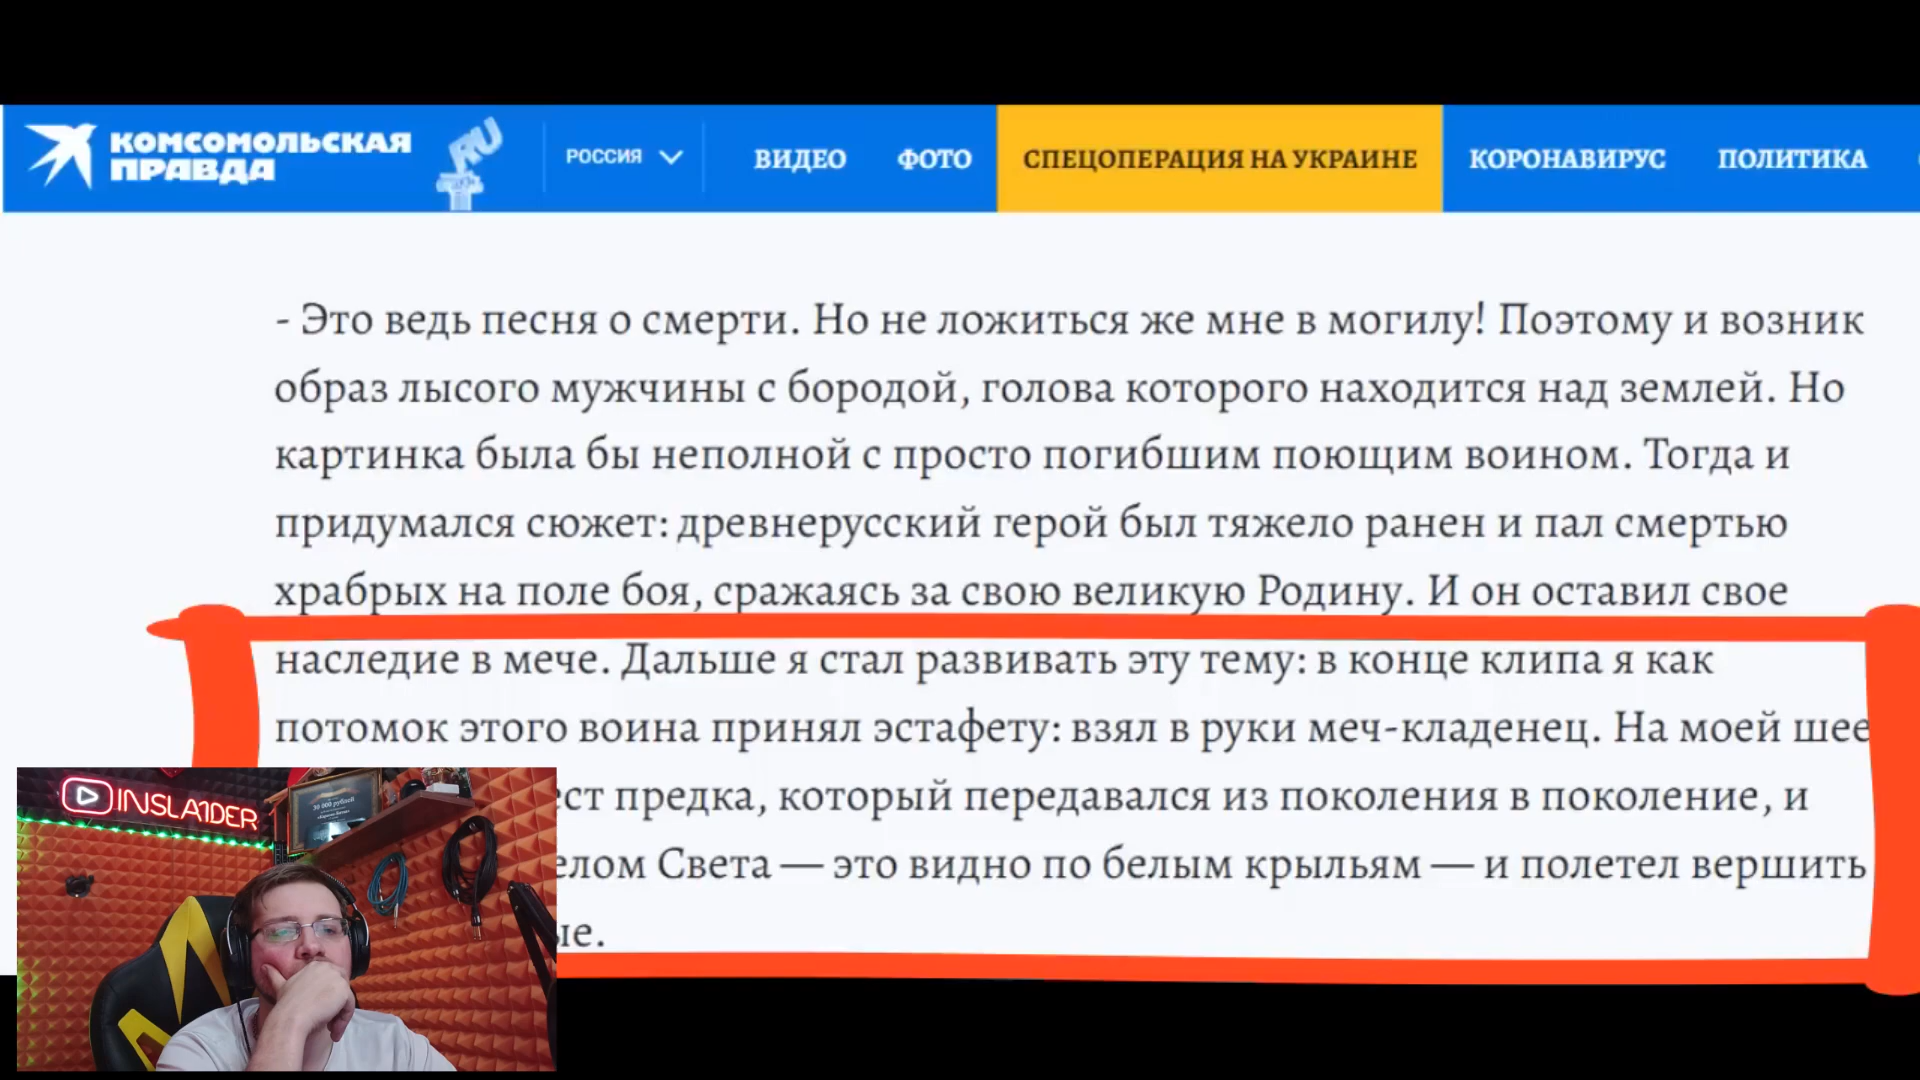 КОМСОМОЛЬСКАЯ
ПРАВДА
RU
РОССИЯ
ВИДЕО
ФОТО
СПЕЦОПЕРАЦИЯ НА УКРАИНЕ
КОРОНАВИРУС
ПОЛИТИКА
- Это ведь песня о смерти. Но не ложиться же мне в могилу! Поэтому и возник
образ лысого мужчины с бородой, голова которого находится над землей. Но
картинка была бы неполной с просто погибшим поющим воином. Тогда и
придумался сюжет: древнерусский герой был тяжело ранен и пал смертью
храбрых на поле боя, сражаясь за свою великую Родину. И он оставил свое
наследие в мече. Дальше я стал развивать эту тему: в конце клипа я как
потомок этого воина принял эстафету: взял в руки меч-кладенец. На моей шее
ест предка, который передавался из поколения в поколение, и
елом Света — это видно по белым крыльям — и полетел вершить
ые.
INSLA1DER
30 000 рублей